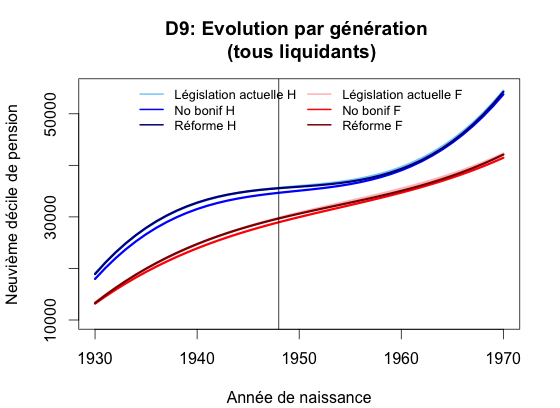 D9: Evolution par génération
(tous liquidants)
Législation actuelle H
No bonif H
Réforme H
Législation actuelle F
No bonif F
Réforme F
Neuvième décile de pension
50000
30000
10000
1930 1940 1950 1960 1970
Année de naissance